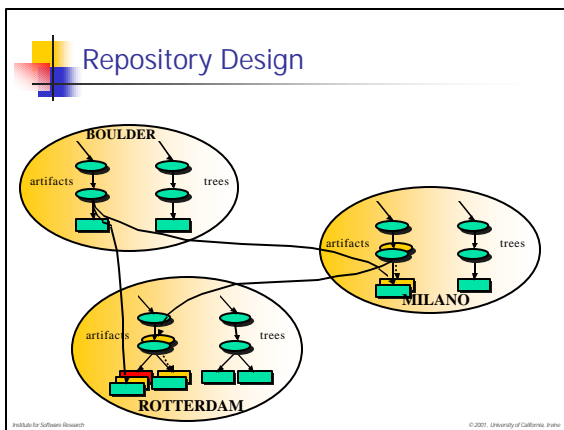 Repository Design
BOULDER
artifacts
trees
artifacts
trees
MILANO
artifacts
trees
ROTTERDAM
Institute for Software Research
© 2001, University of California, Irvine